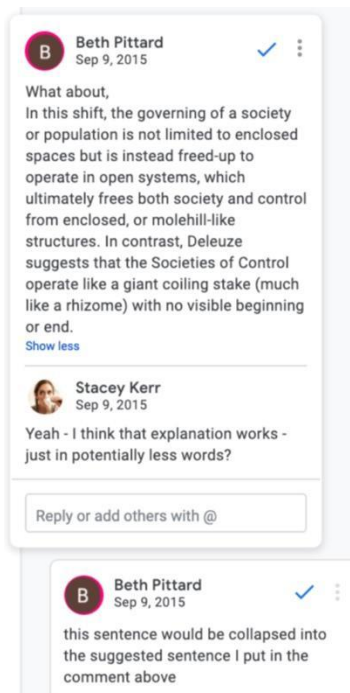 B
Beth Pittard
Sep 9, 2015
What about,
In this shift, the governing of a society
or population is not limited to enclosed
spaces but is instead freed-up to
operate in open systems, which
ultimately frees both society and control
from enclosed, or molehill-like
structures. In contrast, Deleuze
suggests that the Societies of Control
operate like a giant coiling stake (much
like a rhizome) with no visible beginning
or end.
Show less
Stacey Kerr
Sep 9, 2015
Yeah - I think that explanation works -
just in potentially less words?
Reply or add others with @
B
Beth Pittard
Sep 9, 2015
this sentence would be collapsed into
the suggested sentence I put in the
comment above